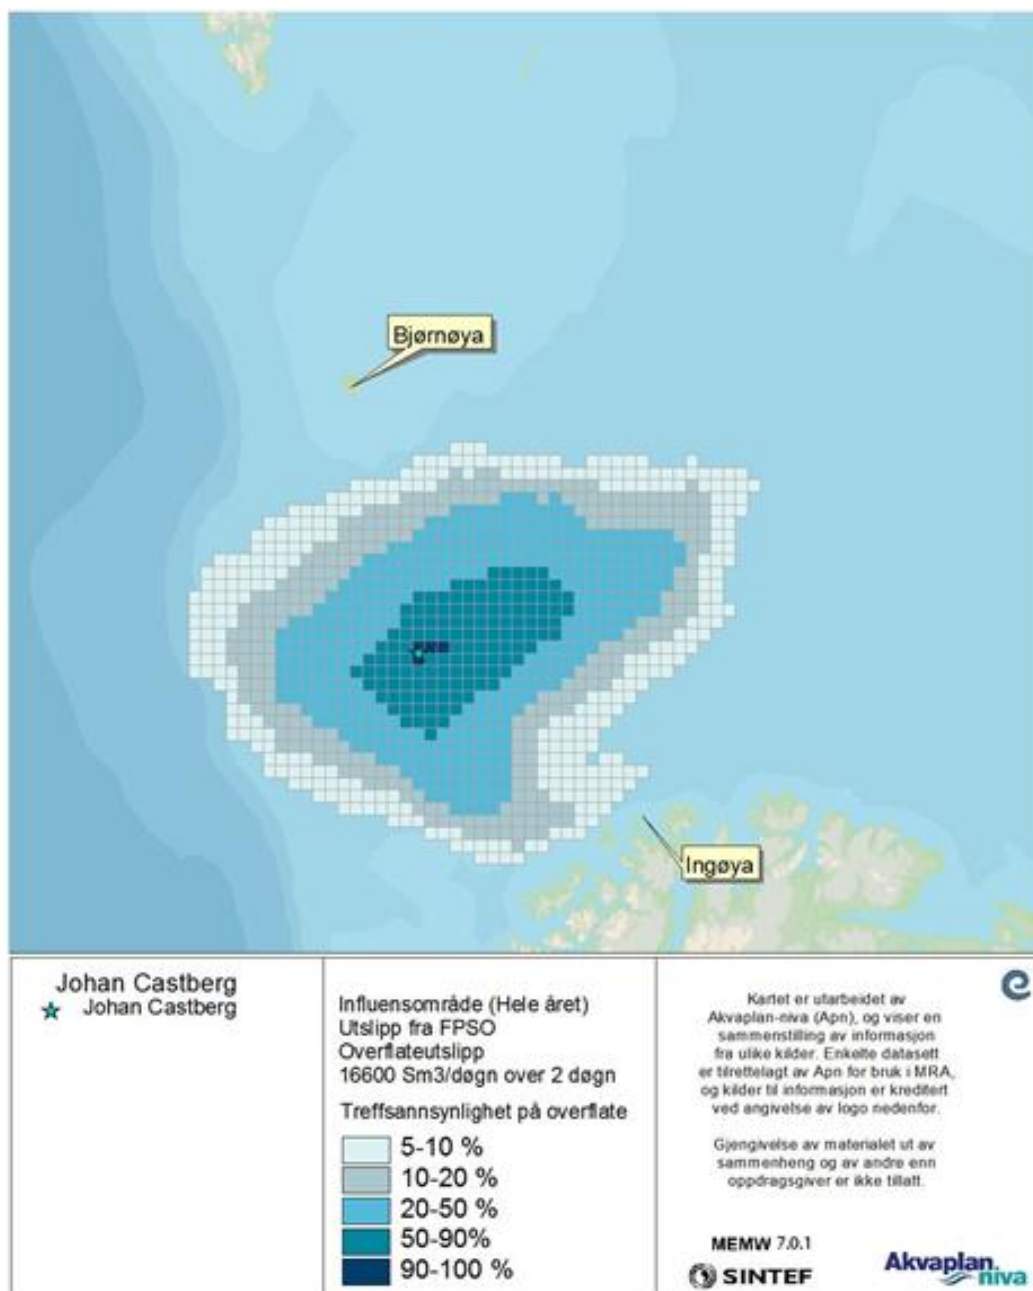 Bjørnøya
Ingøya
Johan Castberg
Johan Castberg
Influensområde (Hele året)
Utslipp fra FPSO
Overflateutslipp
16600 Sm3/døgn over 2 døgn
Treffsannsynlighet på overflate
5-10 %
10-20 %
20-50 %
50-90%
90-100 %
Kartet er utarbeidet av
Akvaplan-niva (Apn), og viser en
sammenstilling av informasjon
fra ulike kilder. Enkelte datasett
er tilrettelagt av Apn for bruk i MRA,
og kilder til informasjon er kreditert
ved angivelse av logo nedenfor.
Gjengivelse av materialet ut av
sammenheng og av andre enn
oppdragsgiver er ikke tillatt.
MEMW 7.0.1
SINTEF
Akvaplan
niva